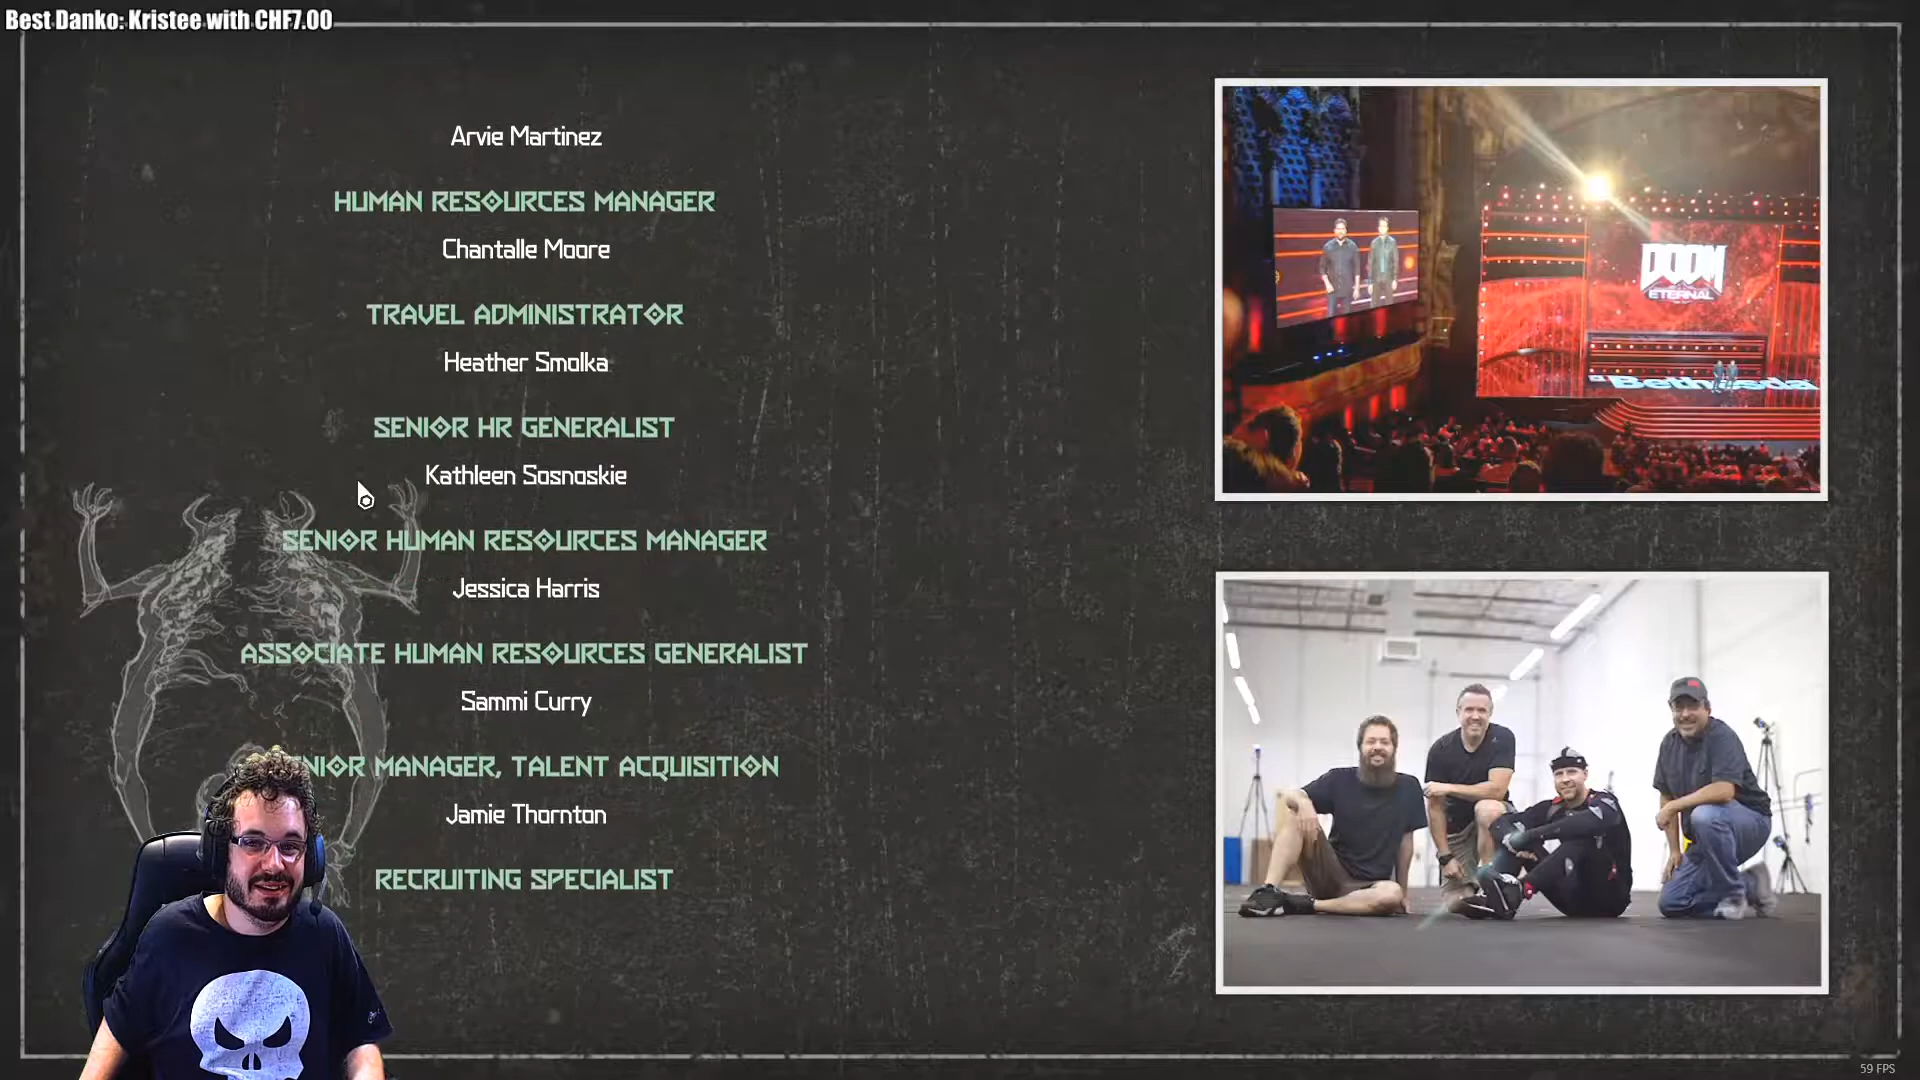 Best Danko: Kristee with CHF7.00
Arvie Martinez
HUMAN RESOURCES MANAGER
Chantalle Moore
TRAVEL ADMINISTRATOR
Heather Smolka
SENIOR HR GENERALIST
Kathleen Sosnoskie
SENIOR HUMAN RESOURCES MANAGER
Jessica Harris
ASSOCIATE HUMAN RESOURCES GENERALIST
Sammi Curry
NIOR MANAGER, TALENT ACQUISITION
Jamie Thornton
RECRUITING SPECIALIST
DOOM
ETERNAL
Bethesda
59 FPS